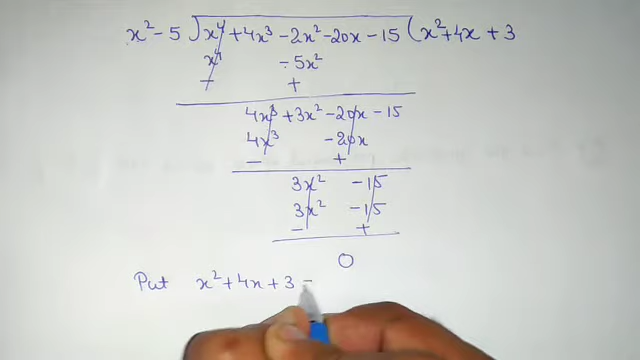 x² - 5 ) x⁴ + 4x³ - 2x² - 20x - 15 ( x² + 4x + 3
x⁴ - 5x²
- +
4x³ + 3x² - 20x - 15
4x³ - 20x
- +
3x² - 15
3x² - 15
- +
0
Put x² + 4x + 3 =